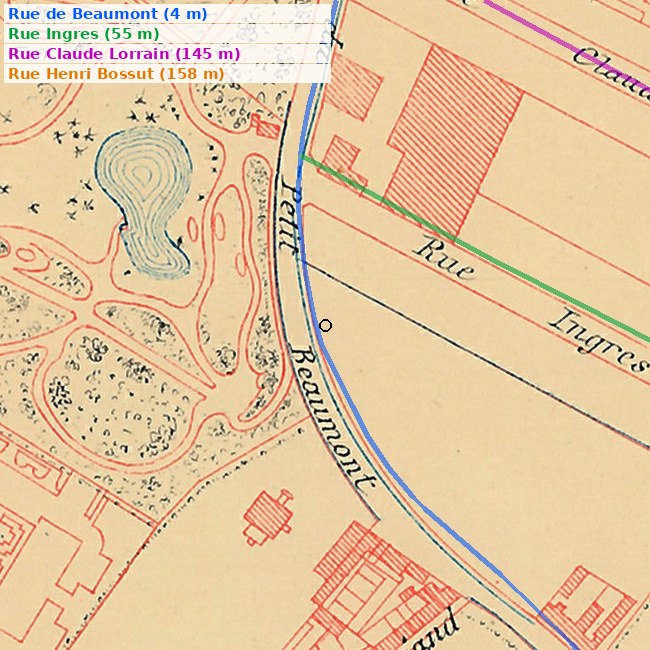 Rue de Beaumont (4 m)
Rue Ingres (55 m)
Rue Claude Lorrain (145 m)
Rue Henri Bossut (158 m)
Petit
Beaumont
Rue
Ingres